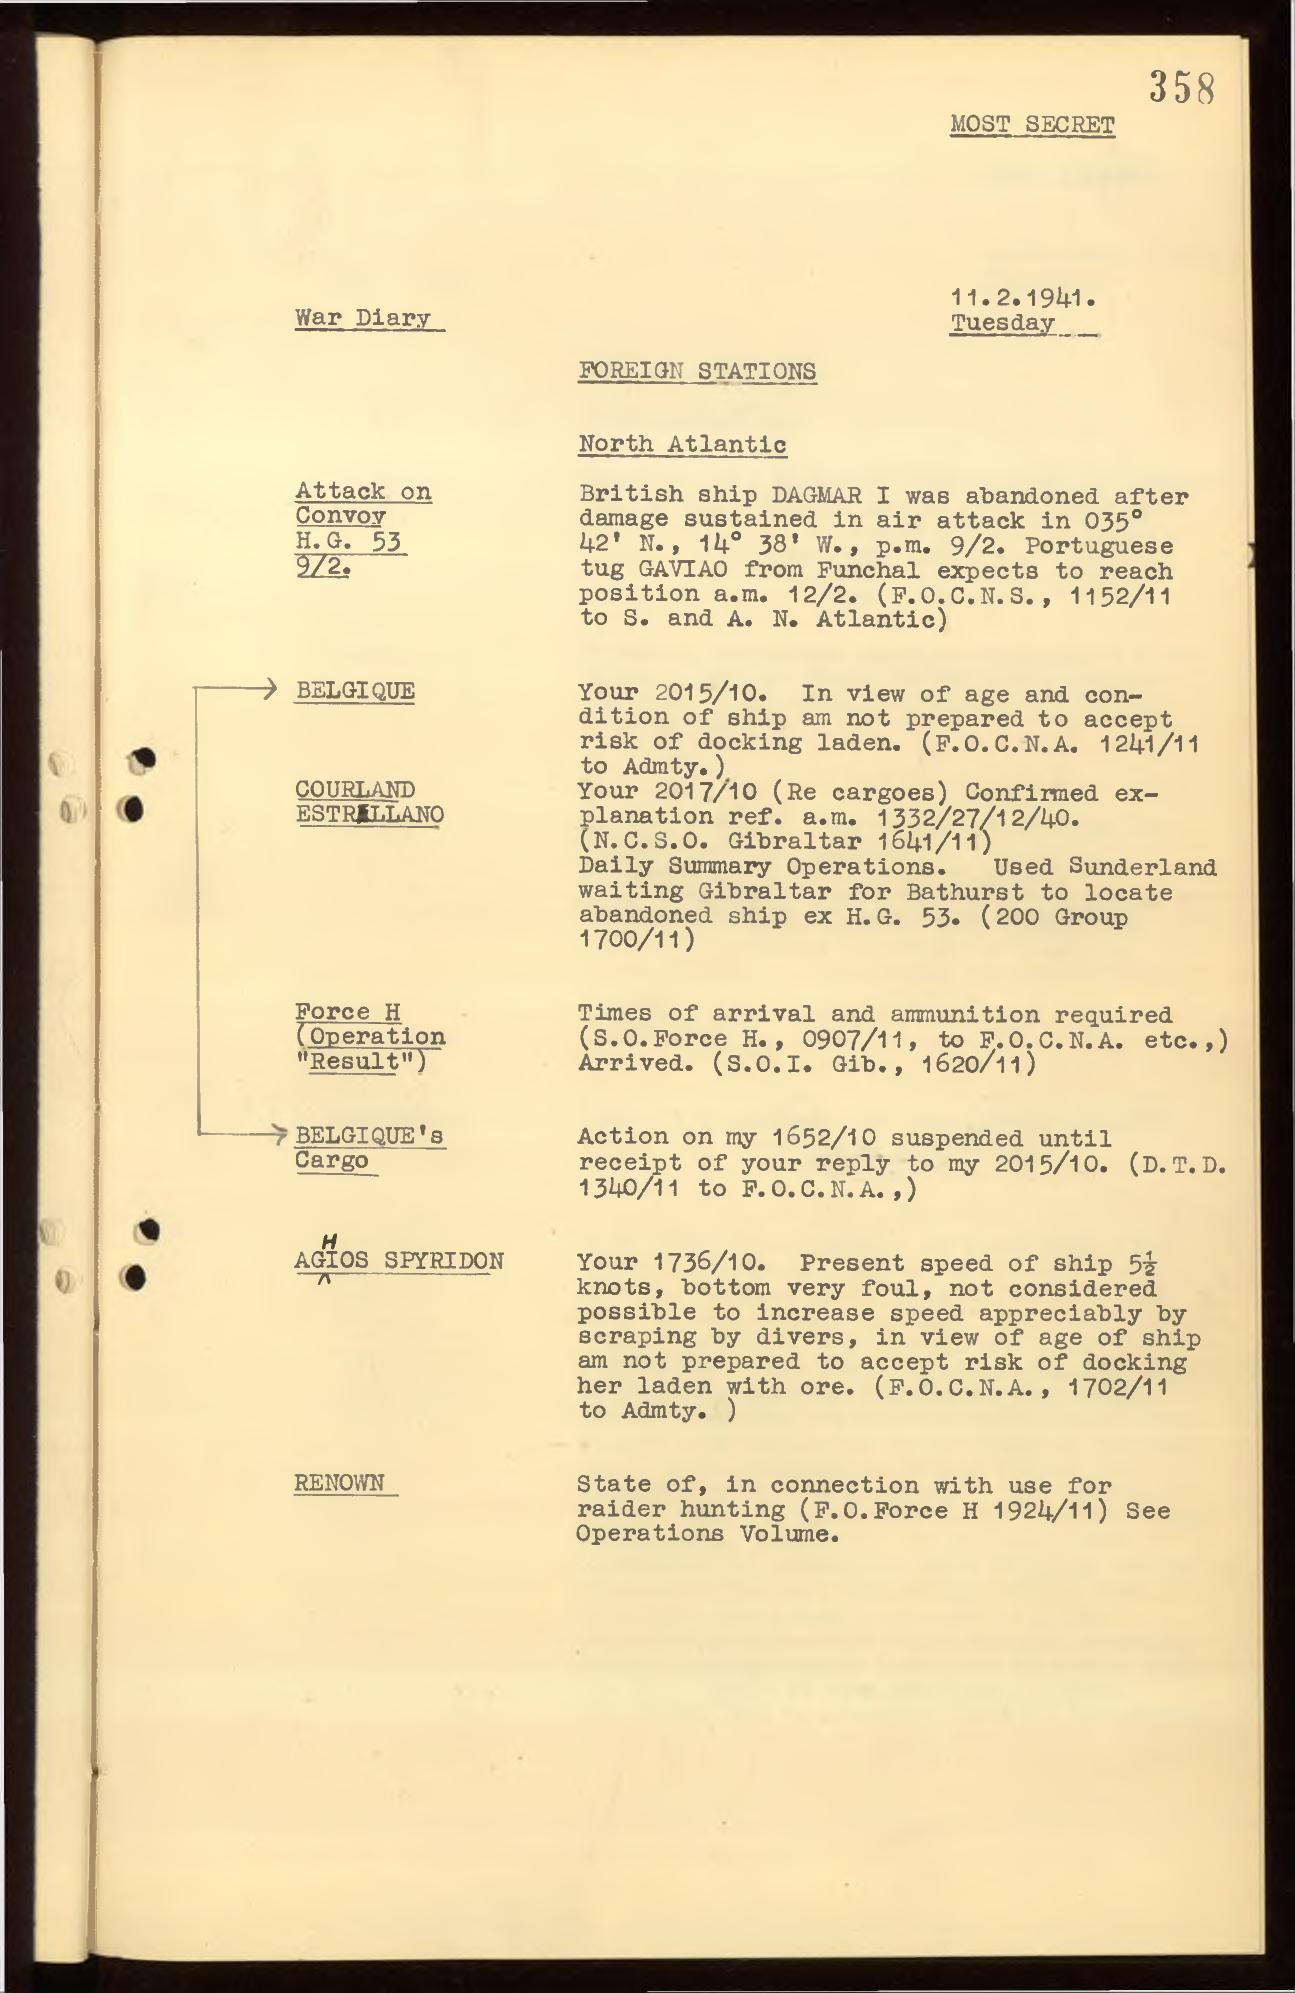 358
MOST SECRET
11.2.1941.
War Diary
Tuesday
FOREIGN STATIONS
North Atlantic
Attack on
Convoy
H.G. 53
9/2.
British ship DAGMAR I was abandoned after
damage sustained in air attack in 035°
42' N., 14° 38' W., p.m. 9/2. Portuguese
tug GAVIAO from Funchal expects to reach
position a.m. 12/2. (F.O.C.N.S., 1152/11
to S. and A. N. Atlantic)
BELGIQUE
Your 2015/10. In view of age and con-
dition of ship am not prepared to accept
risk of docking laden. (F.O.C.N.A. 1241/11
to Admty.)
COURLAND
ESTRELLANO
Your 2017/10 (Re cargoes) Confirmed ex-
planation ref. a.m. 1332/27/12/40.
(N.C.S.O. Gibraltar 1641/11)
Daily Summary Operations. Used Sunderland
waiting Gibraltar for Bathurst to locate
abandoned ship ex H.G. 53. (200 Group
1700/11)
Force H
(Operation
"Result")
Times of arrival and ammunition required
(S.O.Force H., 0907/11, to F.O.C.N.A. etc.,)
Arrived. (S.O.I. Gib., 1620/11)
BELGIQUE's
Cargo
Action on my 1652/10 suspended until
receipt of your reply to my 2015/10. (D.T.D.
1340/11 to F.O.C.N.A.,)
AGHIOS SPYRIDON
Your 1736/10. Present speed of ship 5½
knots, bottom very foul, not considered
possible to increase speed appreciably by
scraping by divers, in view of age of ship
am not prepared to accept risk of docking
her laden with ore. (F.O.C.N.A., 1702/11
to Admty. )
RENOWN
State of, in connection with use for
raider hunting (F.O.Force H 1924/11) See
Operations Volume.